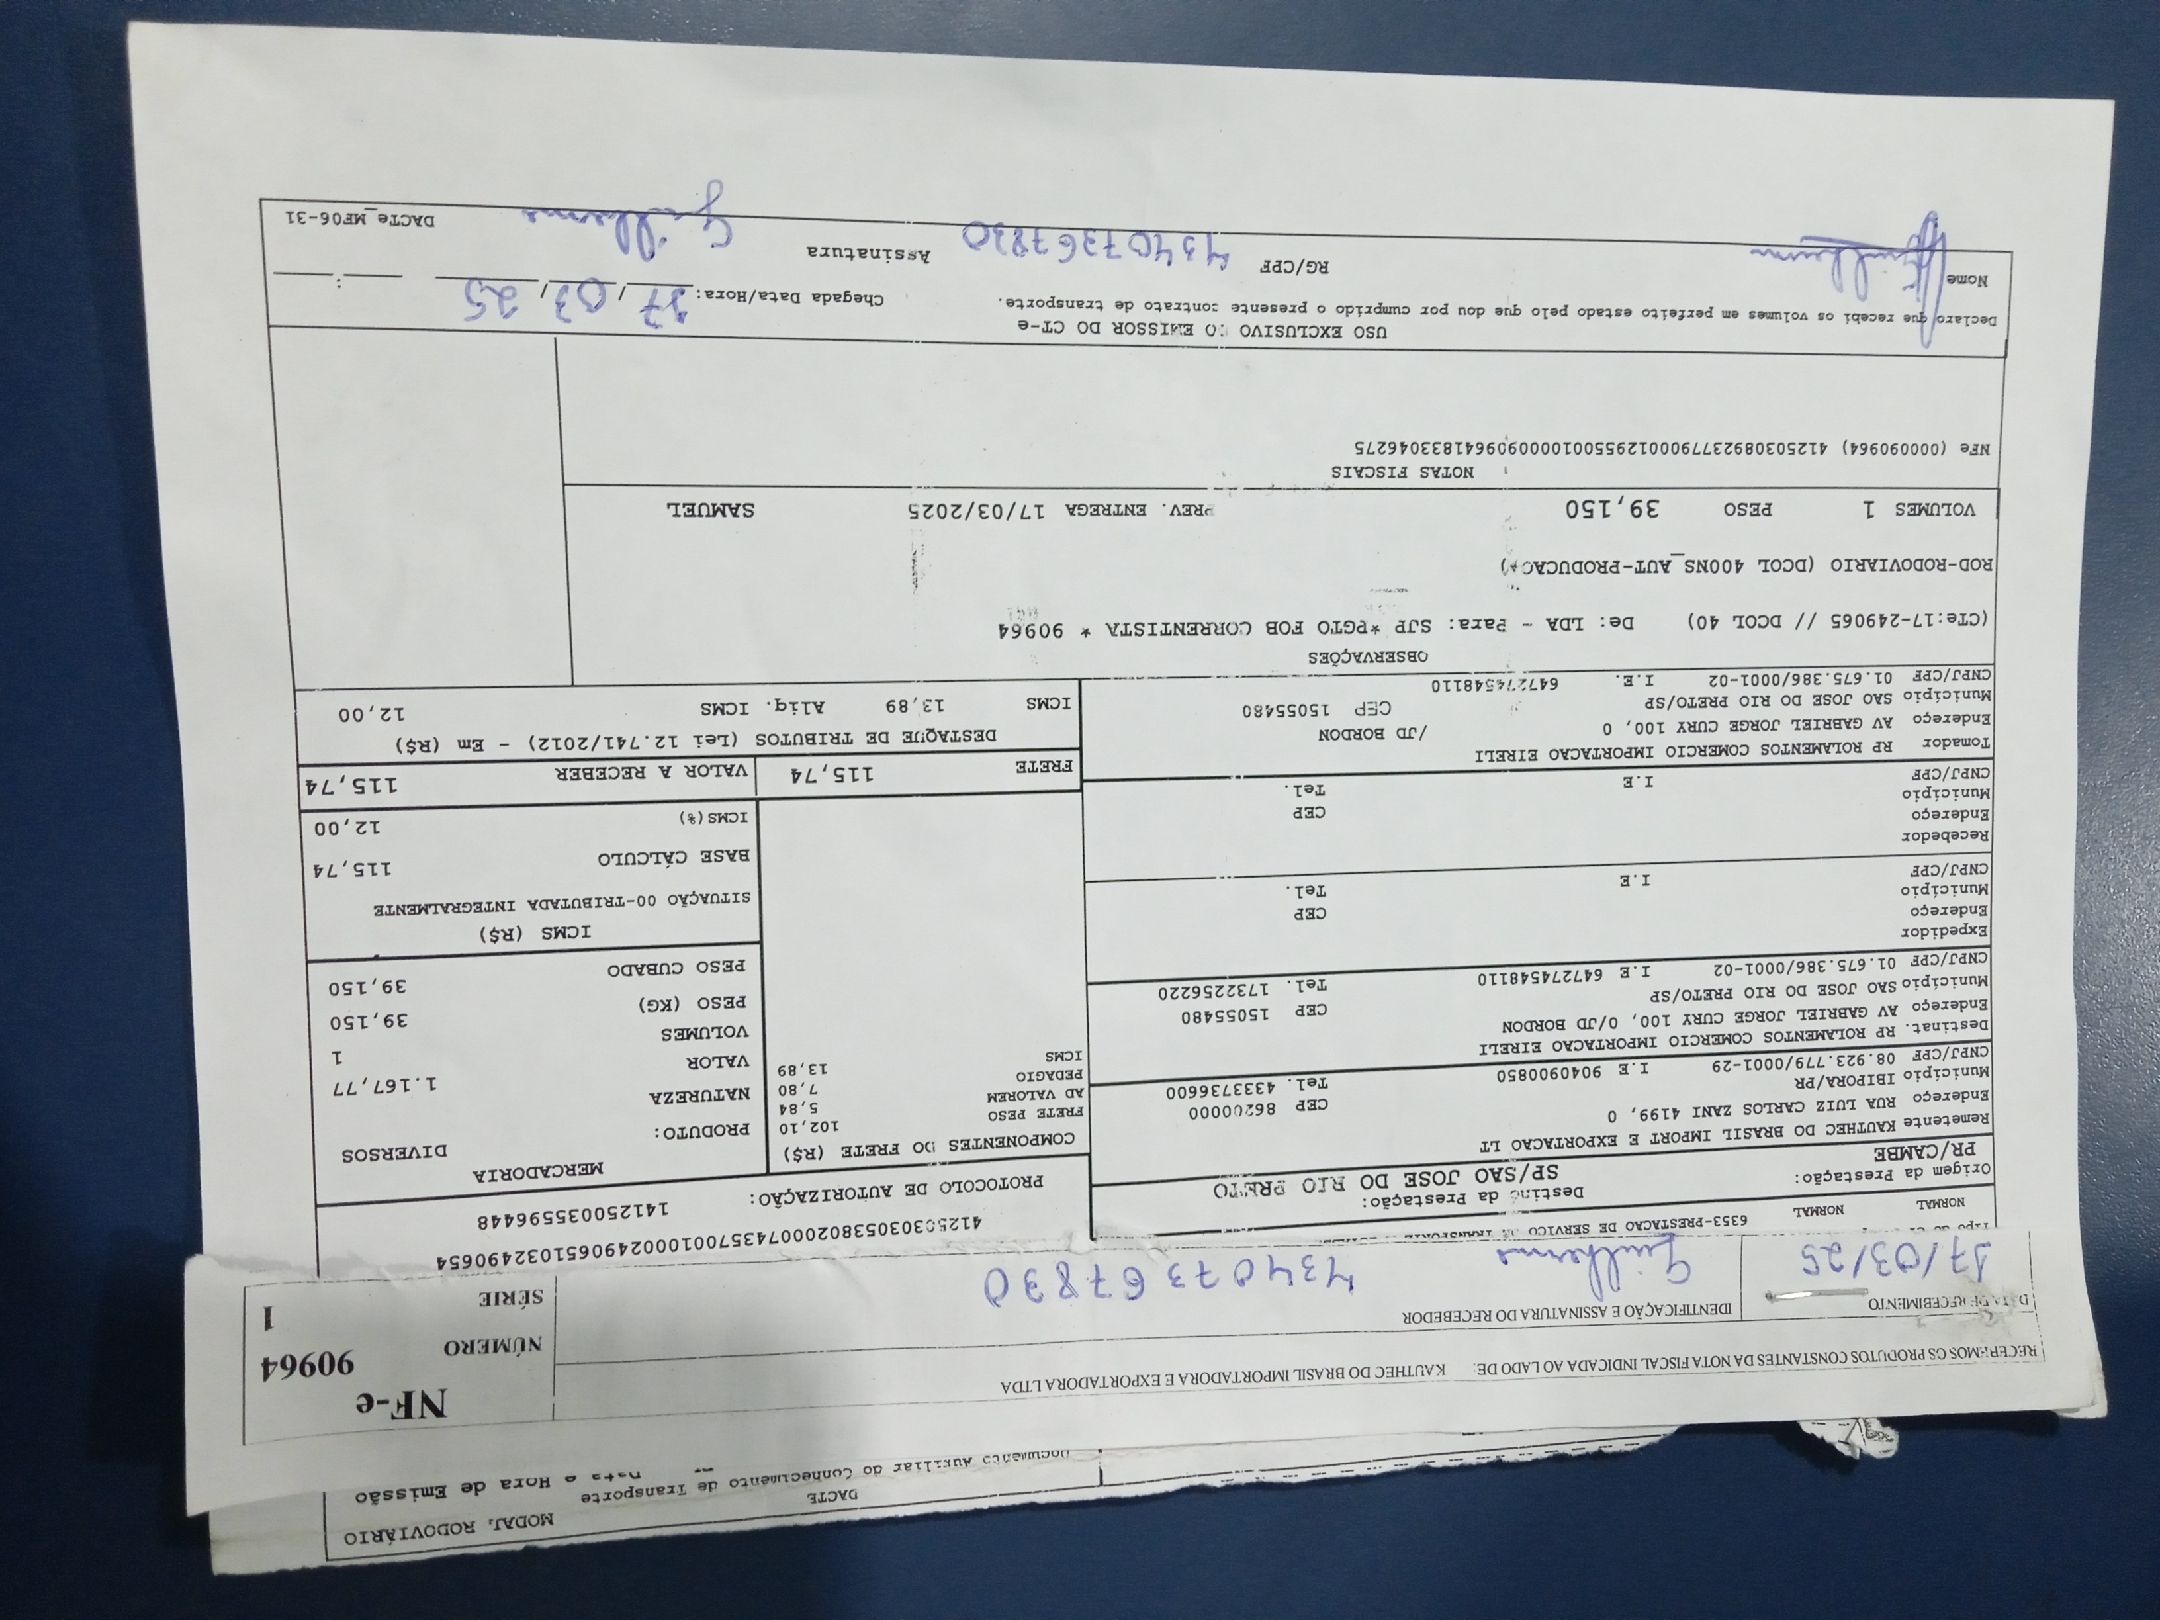 MODAL RODOVIÁRIO
DACTE
Documento Auxiliar do Conhecimento de Transporte
Data e Hora de Emissão
NF-e
NÚMERO 90964
SÉRIE 1
RECEBEMOS OS PRODUTOS CONSTANTES DA NOTA FISCAL INDICADA AO LADO DE: KAUTHEC DO BRASIL IMPORTADORA E EXPORTADORA LTDA
DATA DE RECEBIMENTO
IDENTIFICAÇÃO E ASSINATURA DO RECEBEDOR
17/03/25
Guilherme 43407367830
NORMAL NORMAL 6353-PRESTACAO DE SERVICO
41250303053802000743570010002490651032490654
PROTOCOLO DE AUTORIZAÇÃO: 141250035596448
Origem da Prestação:
PR/CAMBE
Destino da Prestação:
SP/SAO JOSE DO RIO PRETO
Remetente KAUTHEC DO BRASIL IMPORT E EXPORTACAO LT
Endereço RUA LUIZ CARLOS ZANI 4199, 0
Município IBIPORA/PR CEP 86200000
CNPJ/CPF 08.923.779/0001-29 I.E 9040900850 Tel. 4333736600
Destinat. RP ROLAMENTOS COMERCIO IMPORTACAO EIRELI
Endereço AV GABRIEL JORGE CURY 100, 0/JD BORDON
Município SAO JOSE DO RIO PRETO/SP CEP 15055480
CNPJ/CPF 01.675.386/0001-02 I.E 647274548110 Tel. 1732256220
Expedidor
Endereço
Município CEP
CNPJ/CPF I.E Tel.
Recebedor
Endereço
Município CEP
CNPJ/CPF I.E Tel.
Tomador RP ROLAMENTOS COMERCIO IMPORTACAO EIRELI
Endereço AV GABRIEL JORGE CURY 100, 0 /JD BORDON
Município SAO JOSE DO RIO PRETO/SP CEP 15055480
CNPJ/CPF 01.675.386/0001-02 I.E. 647274548110
COMPONENTES DO FRETE (R$)
FRETE PESO 102,10
AD VALOREM 5,84
PEDAGIO 7,80
ICMS 13,89
MERCADORIA
PRODUTO: DIVERSOS
NATUREZA
VALOR 1.167,77
VOLUMES 1
PESO (KG) 39,150
PESO CUBADO 39,150
ICMS (R$)
SITUAÇÃO 00-TRIBUTADA INTEGRALMENTE
BASE CÁLCULO 115,74
ICMS(%) 12,00
FRETE 115,74 VALOR A RECEBER 115,74
DESTAQUE DE TRIBUTOS (Lei 12.741/2012) - Em (R$)
ICMS 13,89 Aliq. ICMS 12,00
OBSERVAÇÕES
(CTe:17-249065 // DCOL 40) De: LDA - Para: SJP *PGTO FOB CORRENTISTA * 90964
ROD-RODOVIARIO (DCOL 400NS_AUT-PRODUCAO)
VOLUMES 1 PESO 39,150 PREV. ENTREGA 17/03/2025 SAMUEL
NOTAS FISCAIS
NFe (000090964) 41250308923779000129550010000909641833046275
USO EXCLUSIVO DO EMISSOR DO CT-e
Declaro que recebi os volumes em perfeito estado pelo que dou por cumprido o presente contrato de transporte.
Chegada Data/Hora: 17/03/25 :
Nome Guilherme RG/CPF 43407367830 Assinatura Guilherme
DACTe_MF06-31